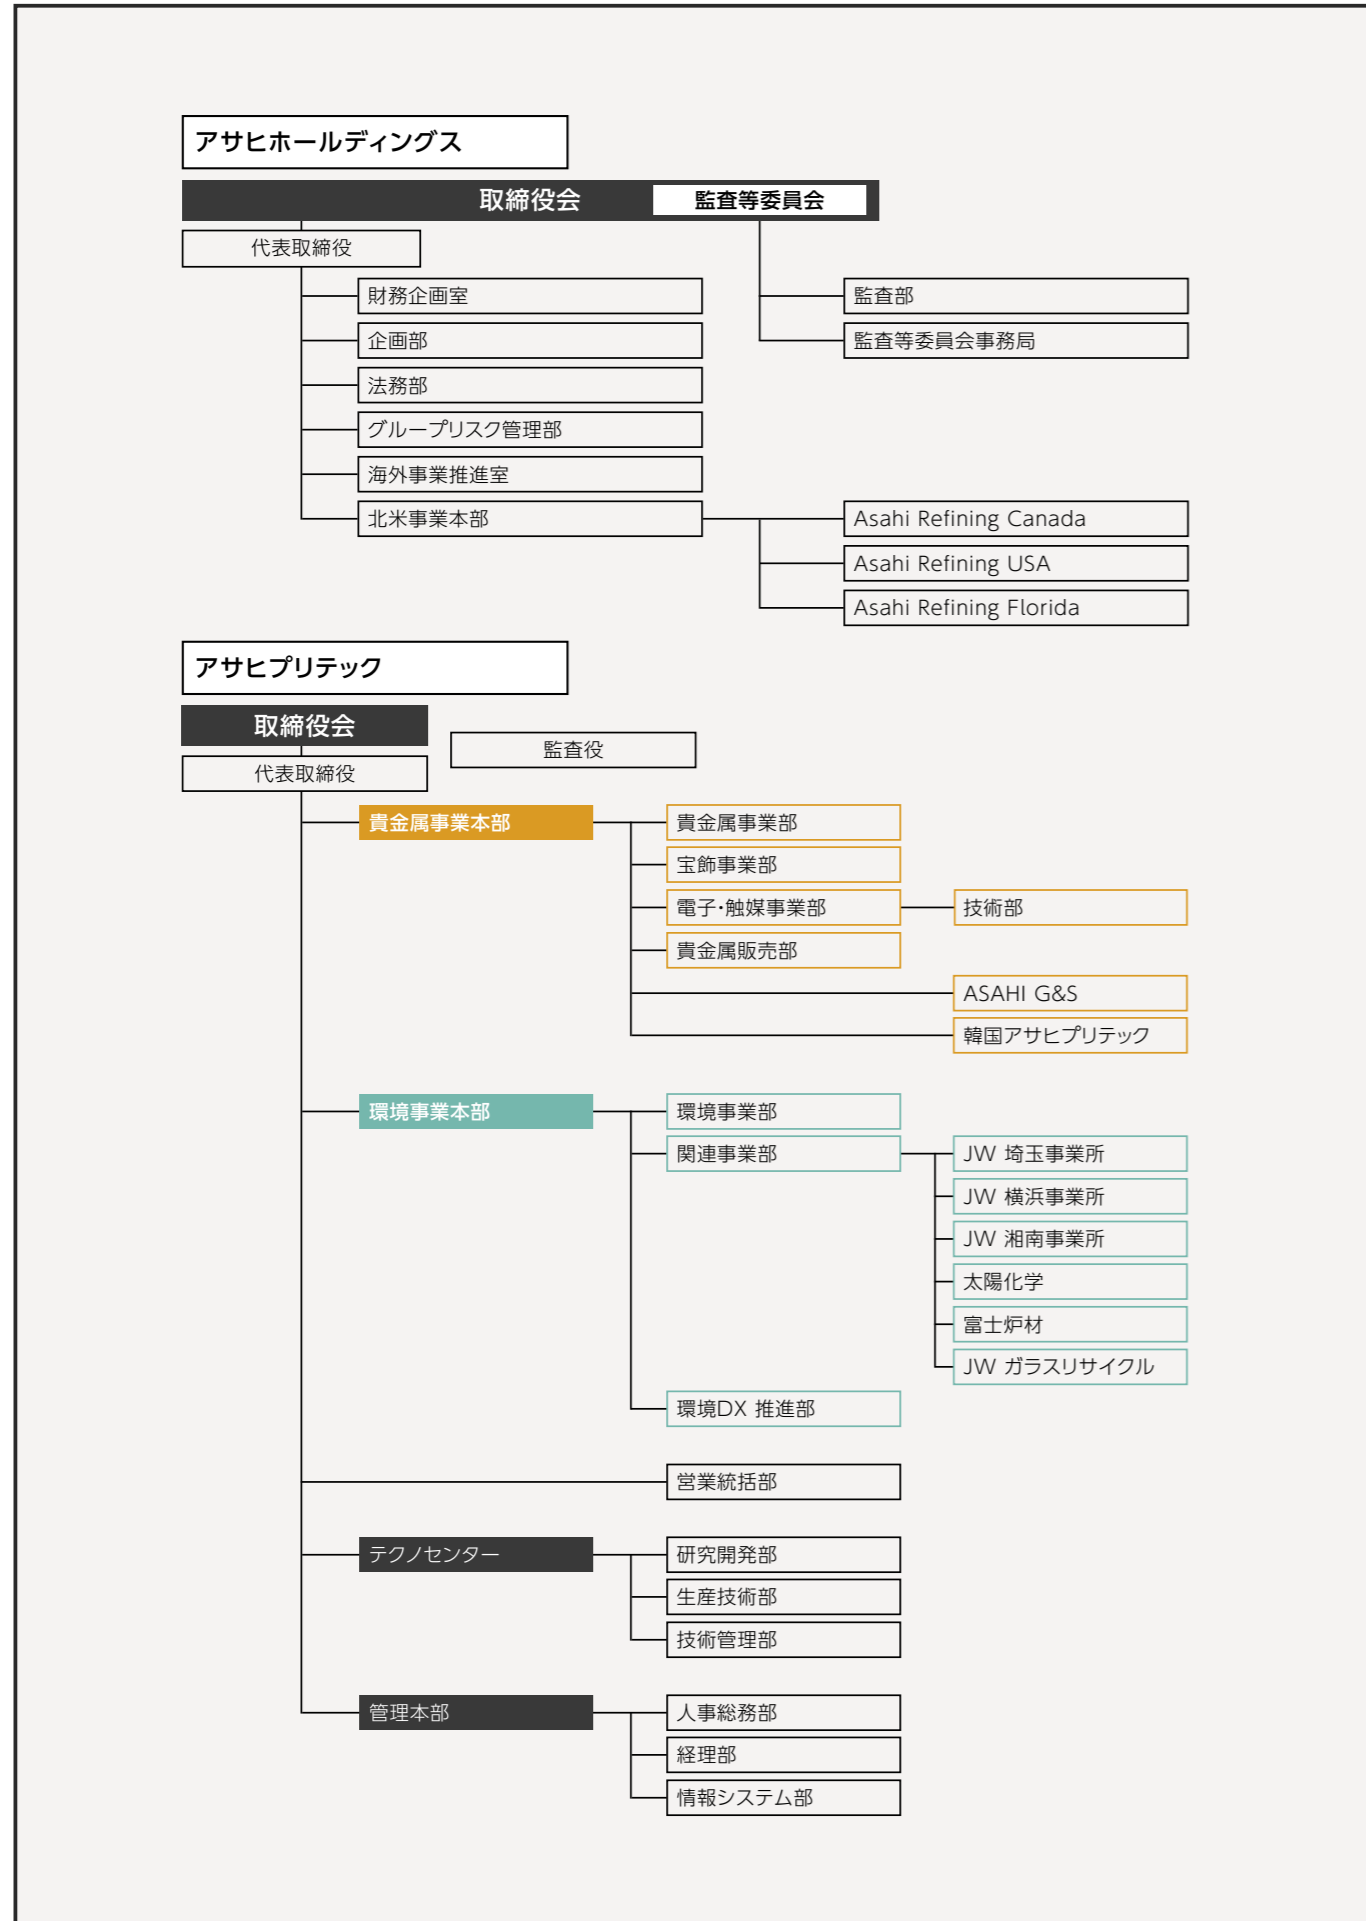 アサヒホールディングス
取締役会 監査等委員会
代表取締役
財務企画室
監査部
企画部
監査等委員会事務局
法務部
グループリスク管理部
海外事業推進室
北米事業本部
Asahi Refining Canada
Asahi Refining USA
Asahi Refining Florida
アサヒプリテック
取締役会
監査役
代表取締役
貴金属事業本部
貴金属事業部
宝飾事業部
電子・触媒事業部
技術部
貴金属販売部
ASAHI G&S
韓国アサヒプリテック
環境事業本部
環境事業部
関連事業部
JW 埼玉事業所
JW 横浜事業所
JW 湘南事業所
太陽化学
富士炉材
JW ガラスリサイクル
環境DX 推進部
営業統括部
テクノセンター
研究開発部
生産技術部
技術管理部
管理本部
人事総務部
経理部
情報システム部